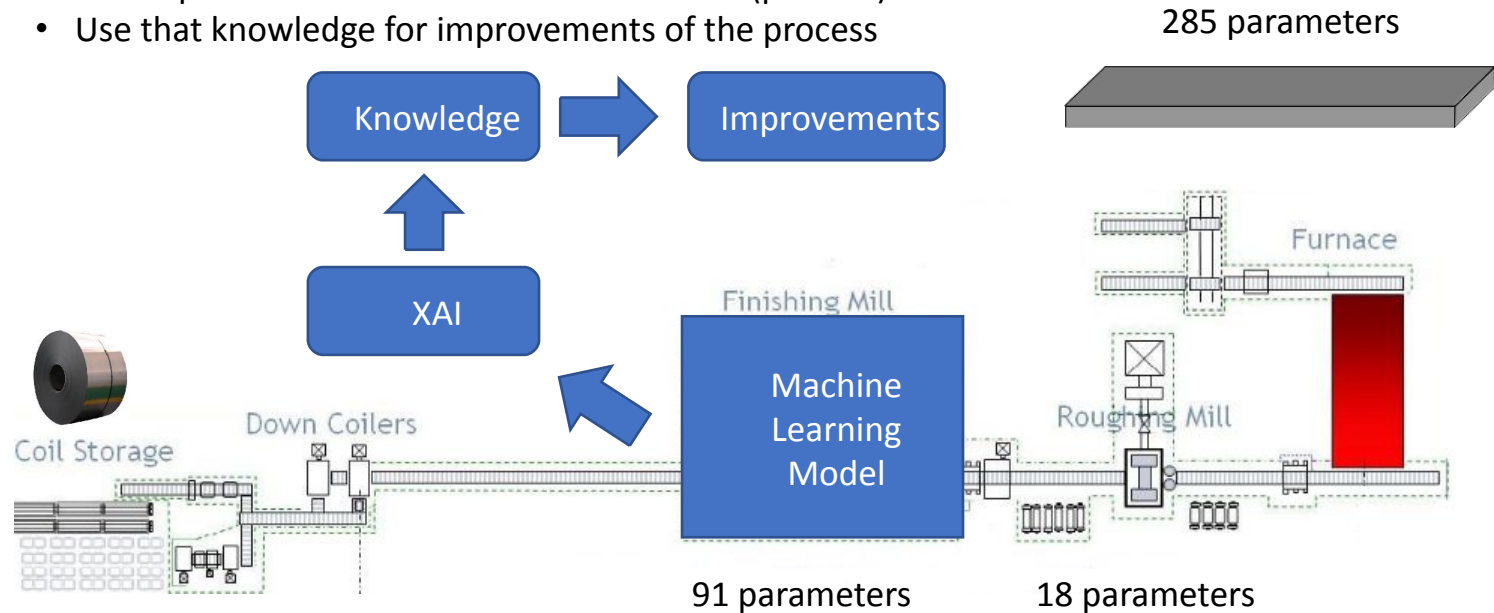 • Use that knowledge for improvements of the process
285 parameters
Knowledge
Improvements
XAI
Furnace
Finishing Mill
Machine
Learning
Model
Roughing Mill
Down Coilers
Coil Storage
91 parameters
18 parameters